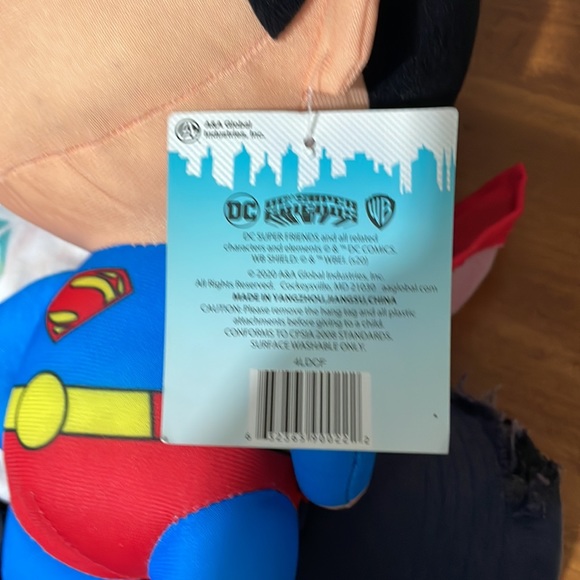 A&A Global
Industries, Inc.
DC
WB
DC SUPER FRIENDS and all related
characters and elements © & ™ DC COMICS.
WB SHIELD: © & ™ WBEI. (s20)
© 2020 A&A Global Industries, Inc.
All Rights Reserved. Cockeysville, MD 21030. aaglobal.com
MADE IN YANGZHOU,JIANGSU,CHINA
CAUTION: Please remove the hang tag and all plastic
attachments before giving to a child.
CONFORMS TO CPSIA 2008 STANDARDS.
SURFACE WASHABLE ONLY.
4LDCP